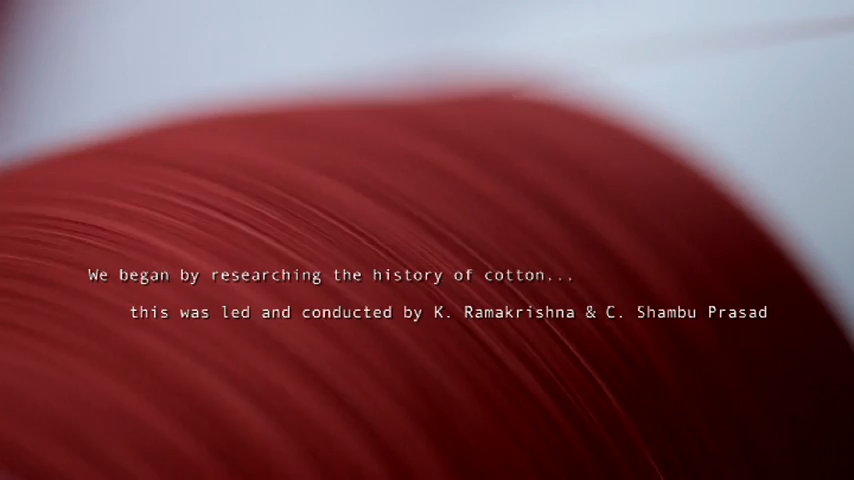 We began by researching the history of cotton...
this was led and conducted by K. Ramakrishna & C. Shambu Prasad